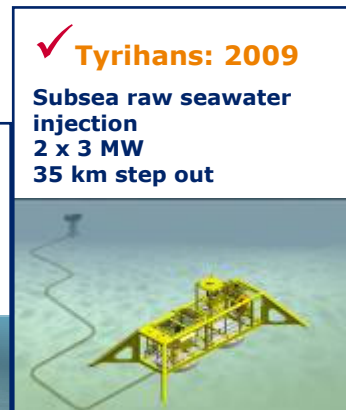 Tyrihans: 2009
Subsea raw seawater
injection
2 x 3 MW
35 km step out